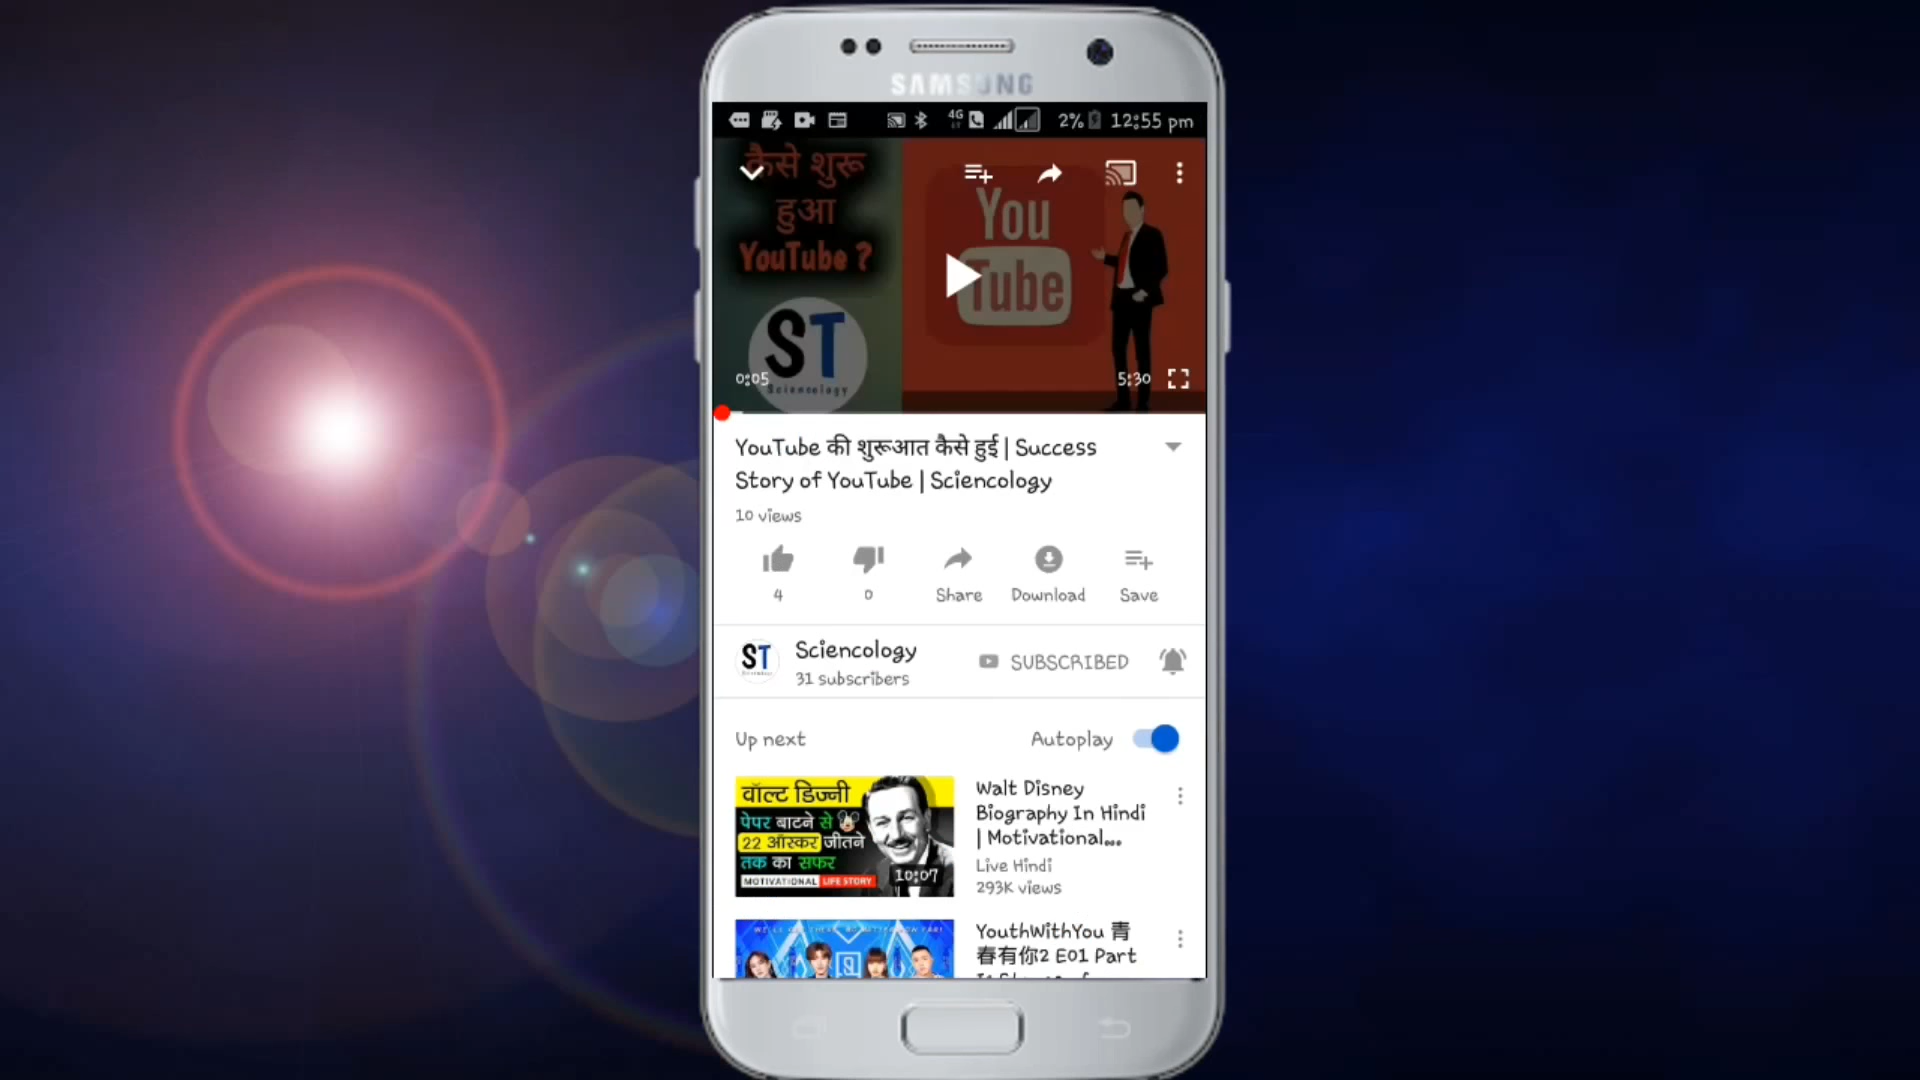 SAMSUNG
4G 2% 12:55 pm
कैसे शुरू
हुआ
YouTube ?
You
Tube
ST
Sciencology
0:05
5:30
YouTube की शुरूआत कैसे हुई | Success
Story of YouTube | Sciencology
10 views
4
0
Share
Download
Save
ST
Sciencology
31 subscribers
SUBSCRIBED
Up next
Autoplay
वॉल्ट डिज्नी
पेपर बाटने से
22 ऑस्कर जीतने
तक का सफर
MOTIVATIONAL LIFE STORY
10:07
Walt Disney
Biography In Hindi
| Motivational...
Live Hindi
293K views
YouthWithYou 青
春有你2 E01 Part